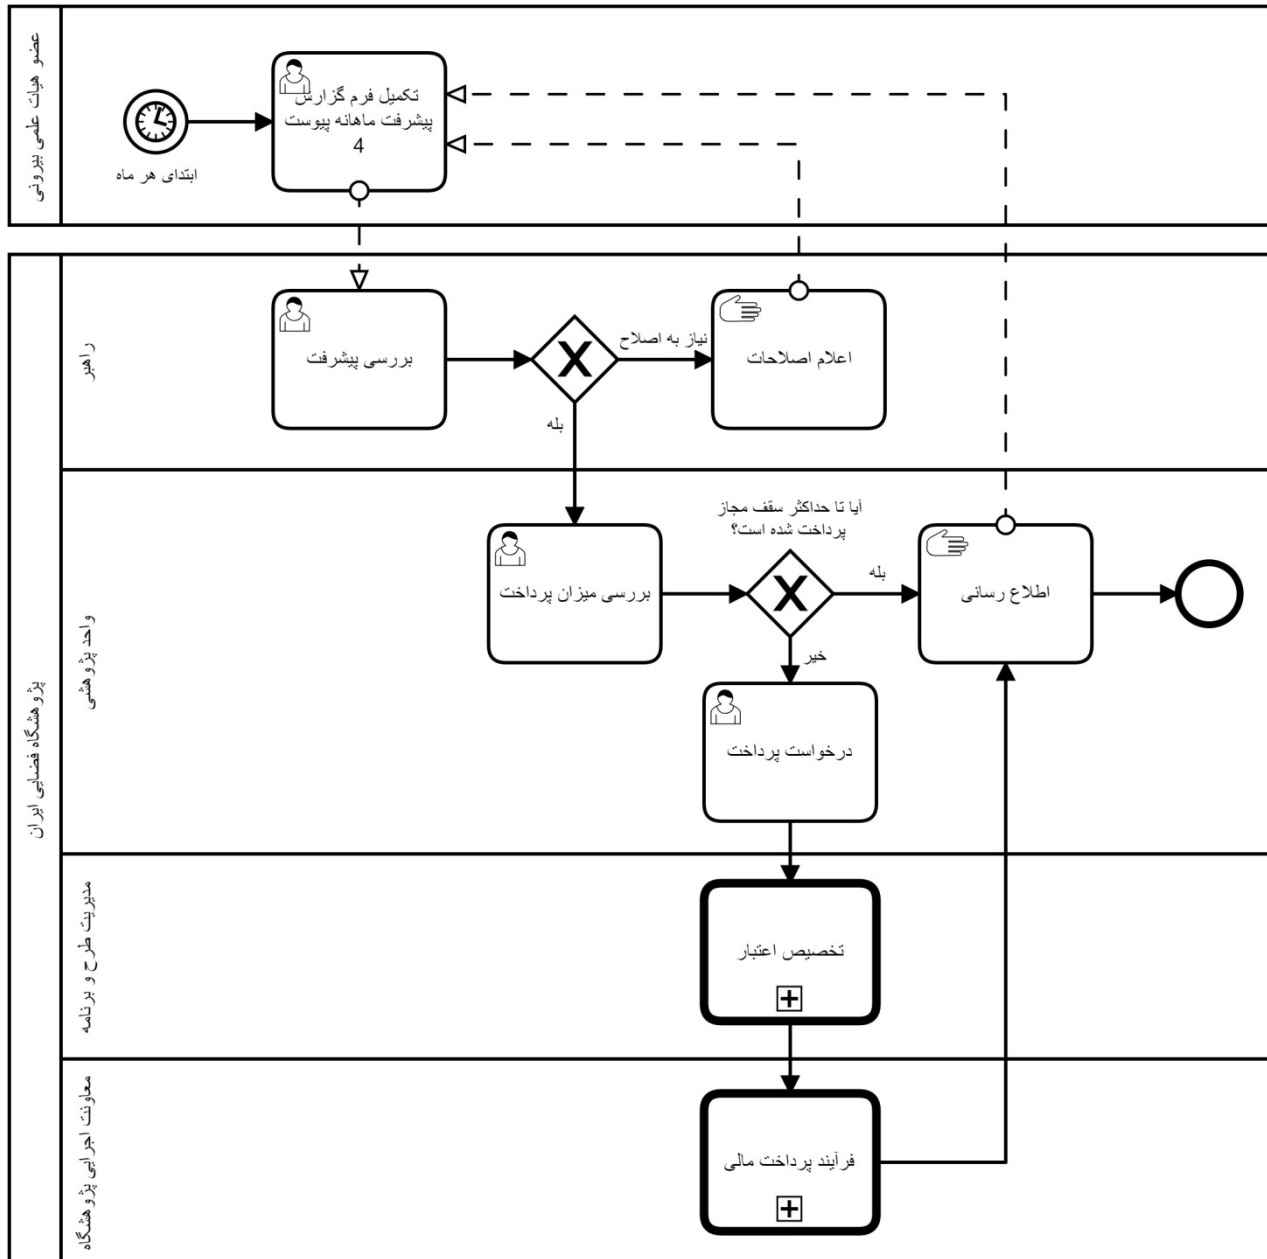 عضو هیات علمی بیرونی
ابتدای هر ماه
تکمیل فرم گزارش
پیشرفت ماهانه پیوست
4
پژوهشگاه فضایی ایران
راهبر
بررسی پیشرفت
نیاز به اصلاح
بله
اعلام اصلاحات
واحد پژوهشی
بررسی میزان پرداخت
آیا تا حداکثر سقف مجاز
پرداخت شده است؟
بله
خیر
اطلاع رسانی
درخواست پرداخت
مدیریت طرح و برنامه
تخصیص اعتبار
معاونت اجرایی پژوهشگاه
فرآیند پرداخت مالی